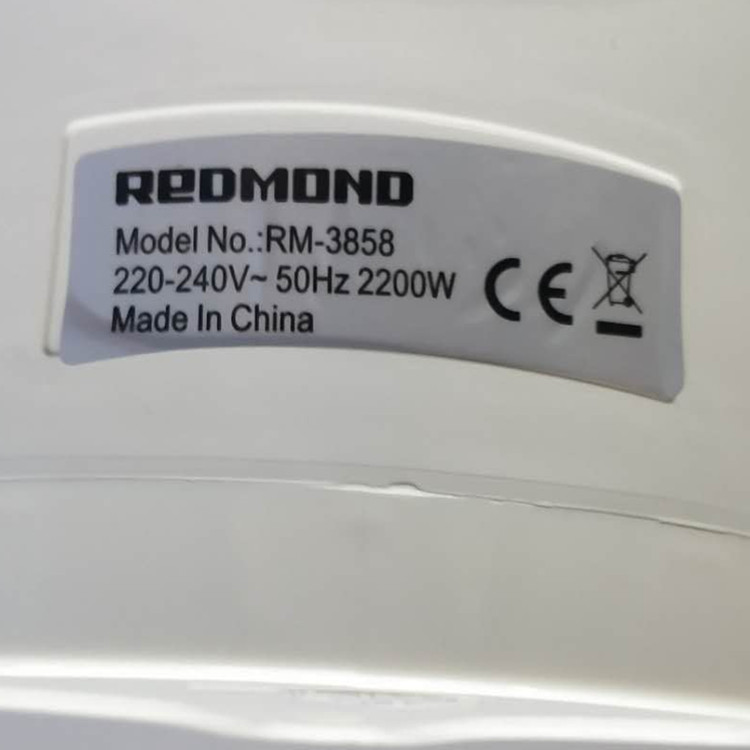 REDMOND
Model No.:RM-3858
220-240V~ 50Hz 2200W
Made In China
CE